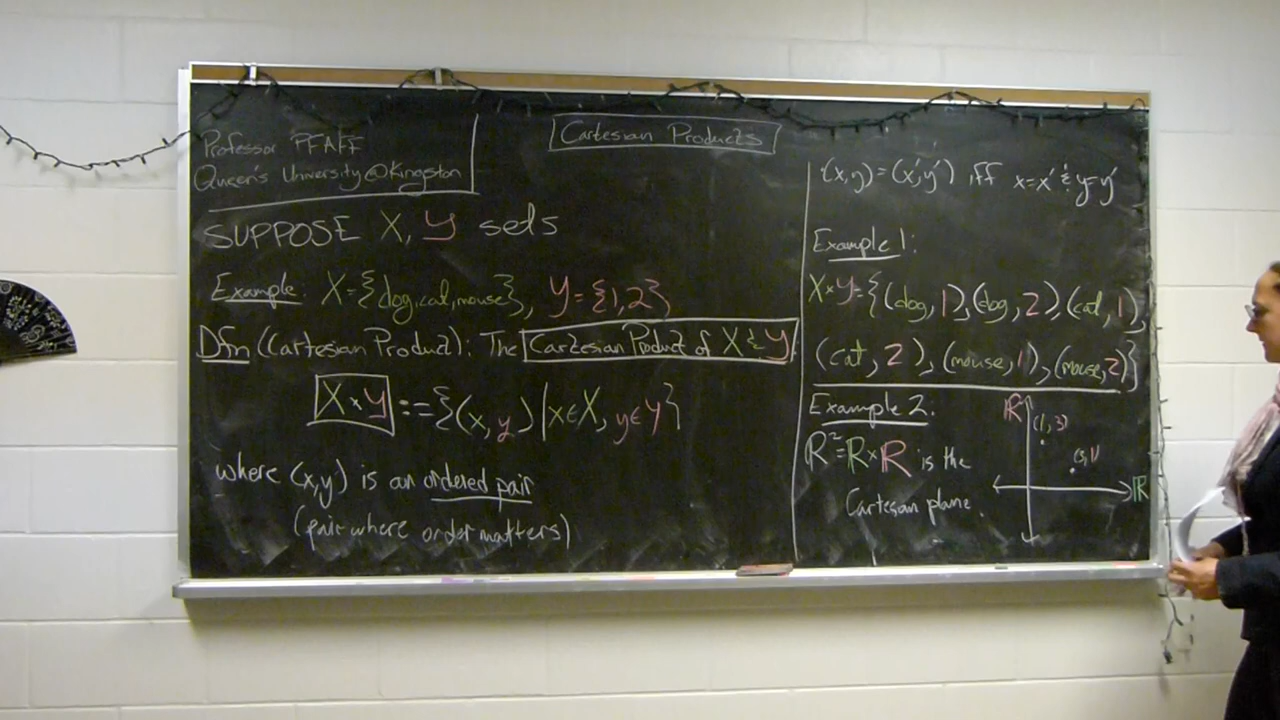 Professor PFAFF
Queen's University@Kingston
Cartesian Products
SUPPOSE X, Y sets
Example: X={dog,cat,mouse}, Y={1,2}
Dfn (Cartesian Product): The Cartesian Product of X & Y
X×Y:={(x,y)|x∈X, y∈Y}
where (x,y) is an ordered pair
(pair where order matters)
(x,y)=(x',y') iff x=x' & y=y'
Example 1:
X×Y={(dog,1),(dog,2),(cat,1),
(cat,2),(mouse,1),(mouse,2)}
Example 2:
R²=R×R is the
Cartesian plane.
R
(1,3)
(3,1)
R